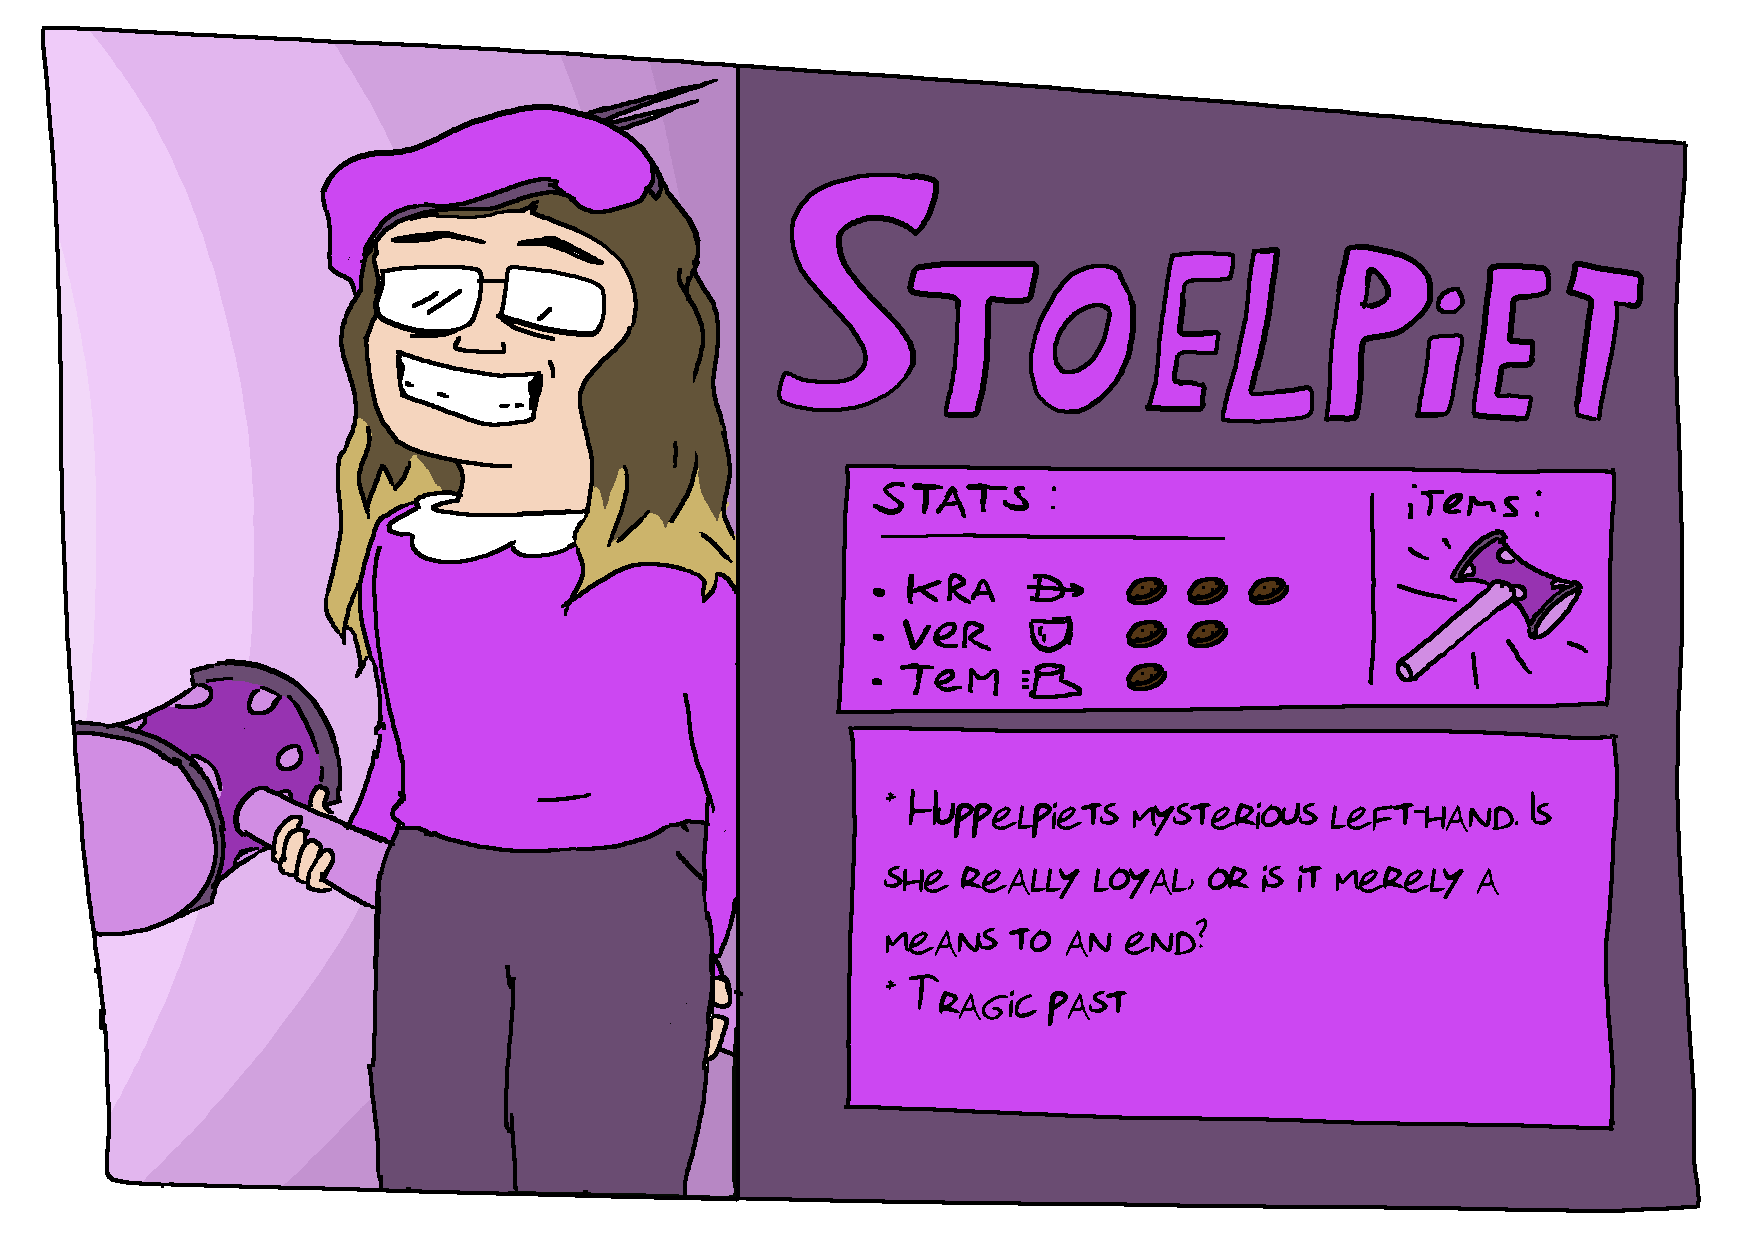 STOELPiET
STATS:
• KRA
• VeR
• TeM
iTems:
* HuppelpieTs mysterious left-hand. Is
she really loyal, or is it merely a
means to an end?
* Tragic past